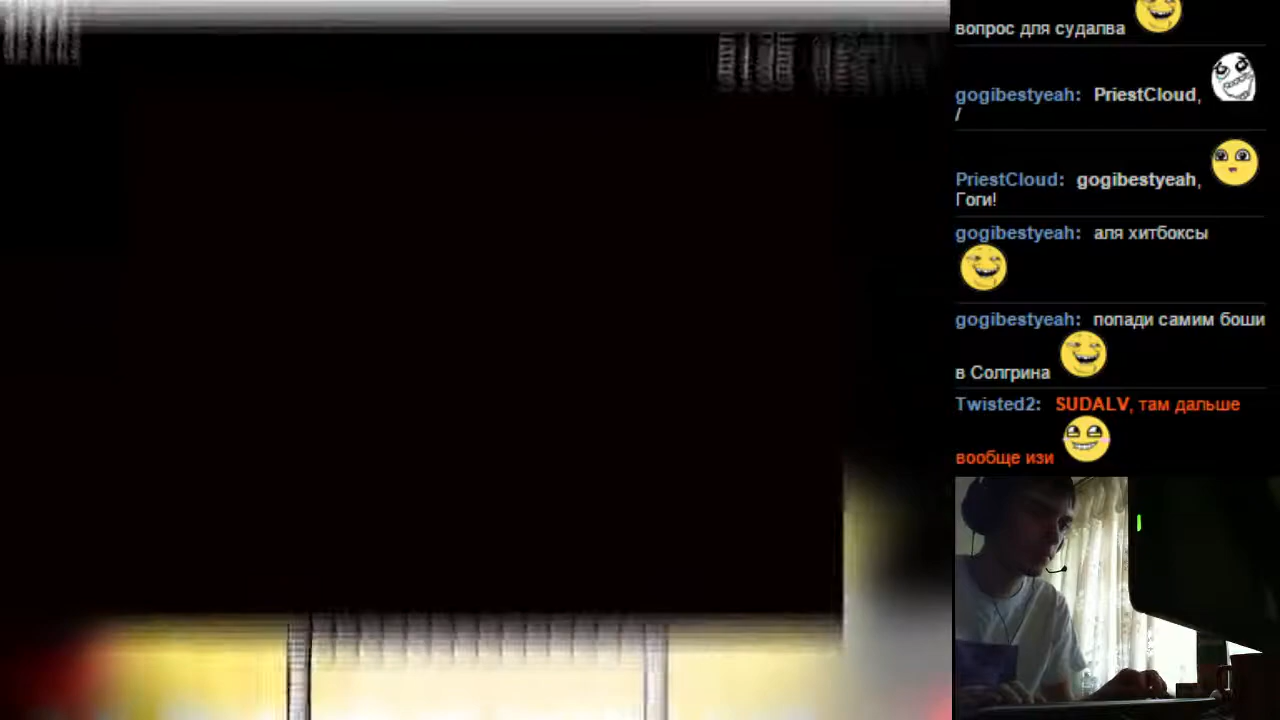 вопрос для судалва
gogibestyeah: PriestCloud,
/
PriestCloud: gogibestyeah,
Гоги!
gogibestyeah: аля хитбоксы
gogibestyeah: попади самим боши
в Солгрина
Twisted2: SUDALV, там дальше
вообще изи